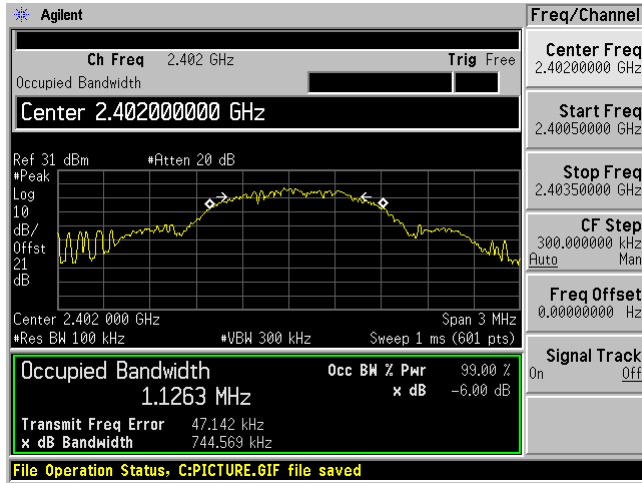 Agilent
Freq/Channel
Ch Freq 2.402 GHz Trig Free
Occupied Bandwidth
Center 2.402000000 GHz
Ref 31 dBm #Atten 20 dB
#Peak
Log
10
dB/
Offst
21
dB
Center 2.402 000 GHz Span 3 MHz
#Res BW 100 kHz #VBW 300 kHz Sweep 1 ms (601 pts)
Occupied Bandwidth
1.1263 MHz
Occ BW % Pwr 99.00 %
x dB -6.00 dB
Transmit Freq Error 47.142 kHz
x dB Bandwidth 744.569 kHz
File Operation Status, C:PICTURE.GIF file saved
Center Freq
2.40200000 GHz
Start Freq
2.40050000 GHz
Stop Freq
2.40350000 GHz
CF Step
300.000000 kHz
Auto Man
Freq Offset
0.00000000 Hz
Signal Track
On Off